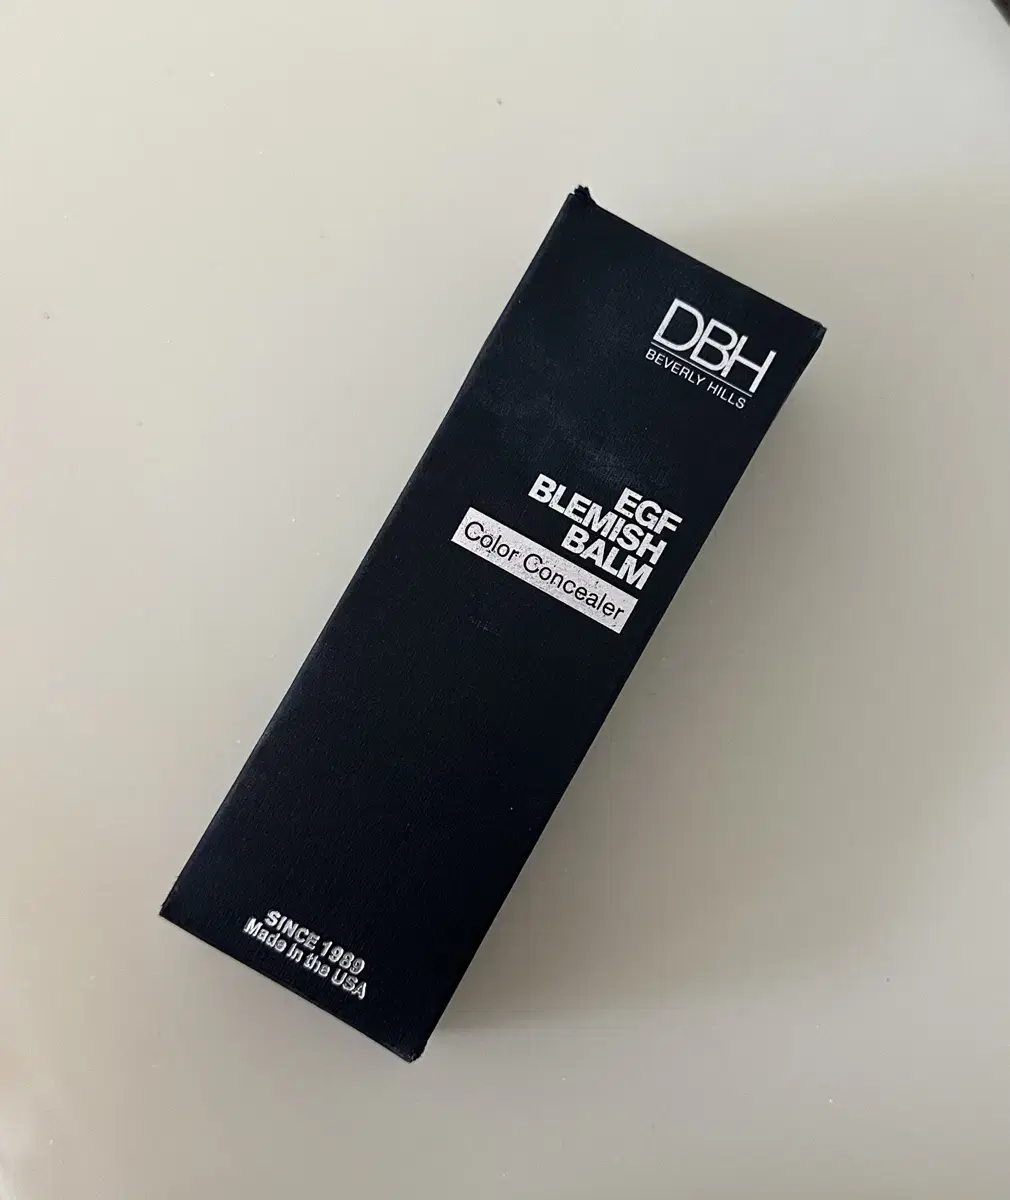 DBH
BEVERLY HILLS
EGF
BLEMISH
BALM
Color Concealer
SINCE 1989
Made in the USA